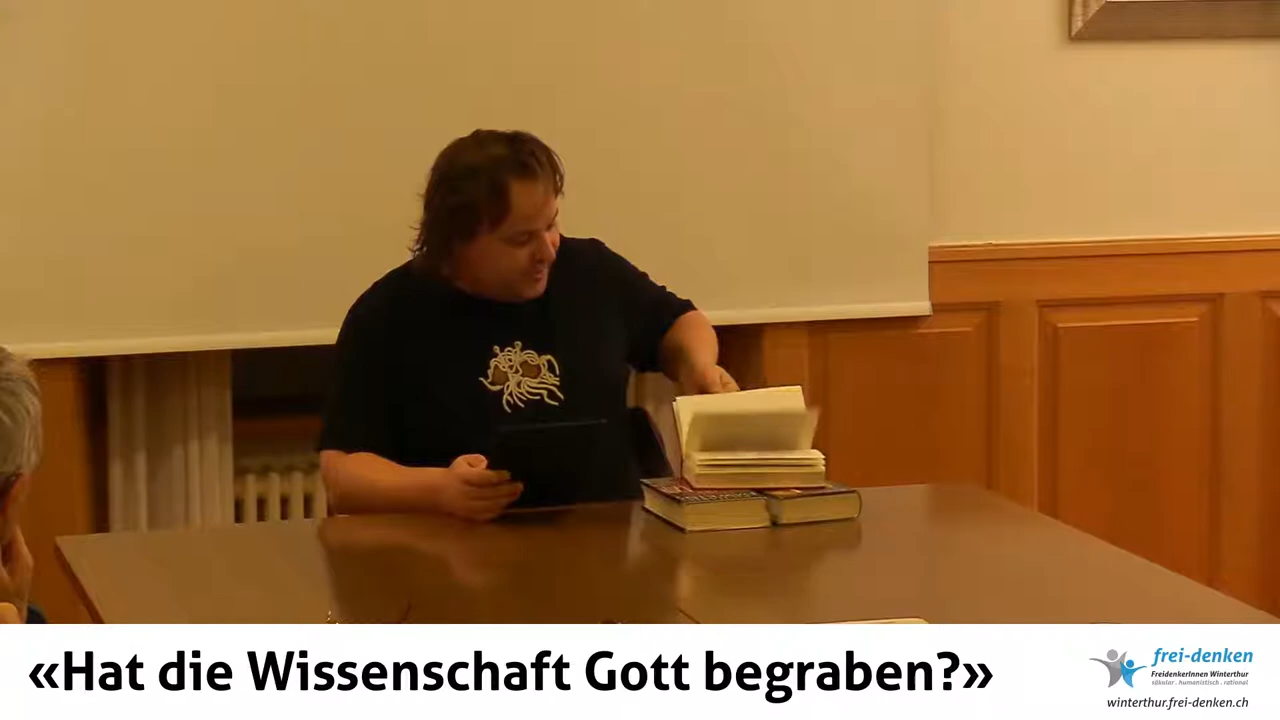 «Hat die Wissenschaft Gott begraben?»
frei-denken
FreidenkerInnen Winterthur
säkular . humanistisch . rational
winterthur.frei-denken.ch